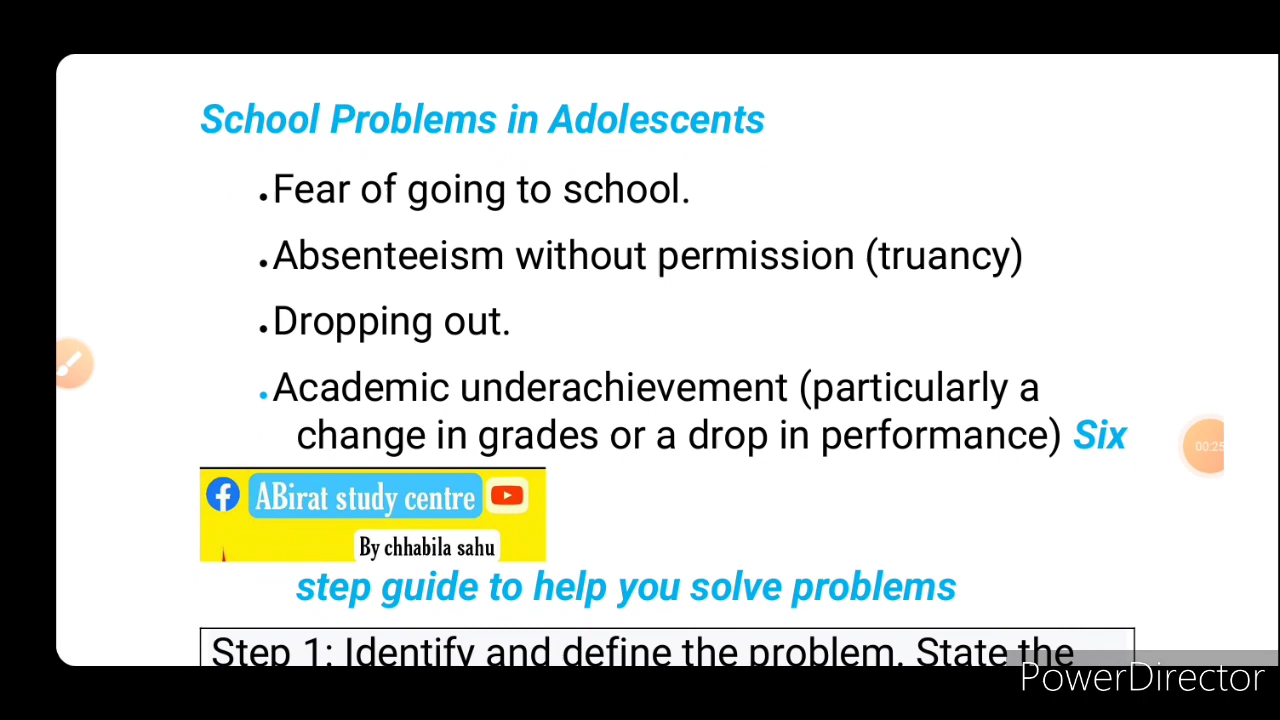 School Problems in Adolescents
• Fear of going to school.
• Absenteeism without permission (truancy)
• Dropping out.
• Academic underachievement (particularly a
change in grades or a drop in performance) Six
ABirat study centre
By chhabila sahu
step guide to help you solve problems
Step 1: Identify and define the problem. State the
00:25
PowerDirector